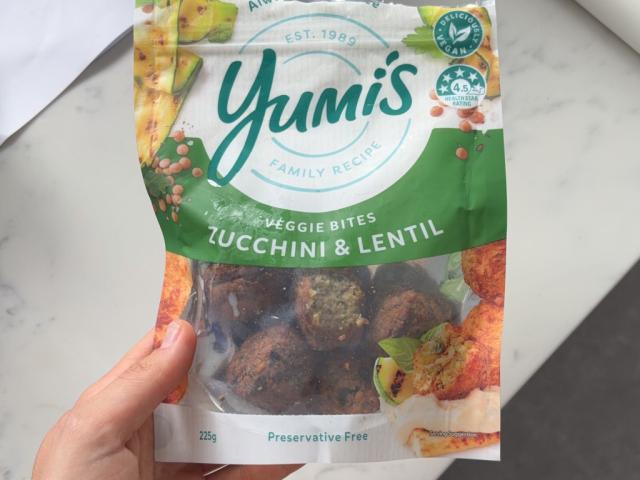 EST. 1989
Yumi's
FAMILY RECIPE
DELICIOUSLY
VEGAN
4.5
HEALTH STAR
RATING
VEGGIE BITES
ZUCCHINI & LENTIL
225g
Preservative Free